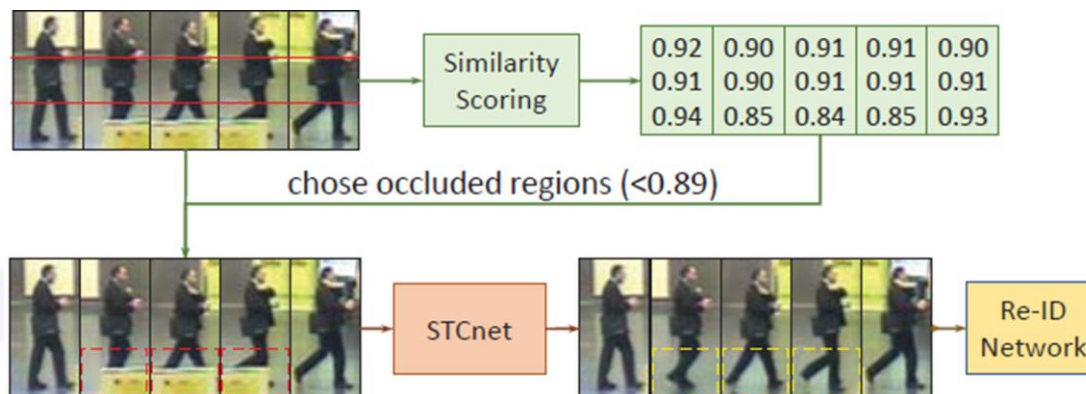 Similarity
Scoring
0.92 0.90 0.91 0.91 0.90
0.91 0.90 0.91 0.91 0.91
0.94 0.85 0.84 0.85 0.93
chose occluded regions (<0.89)
STCnet
Re-ID
Network